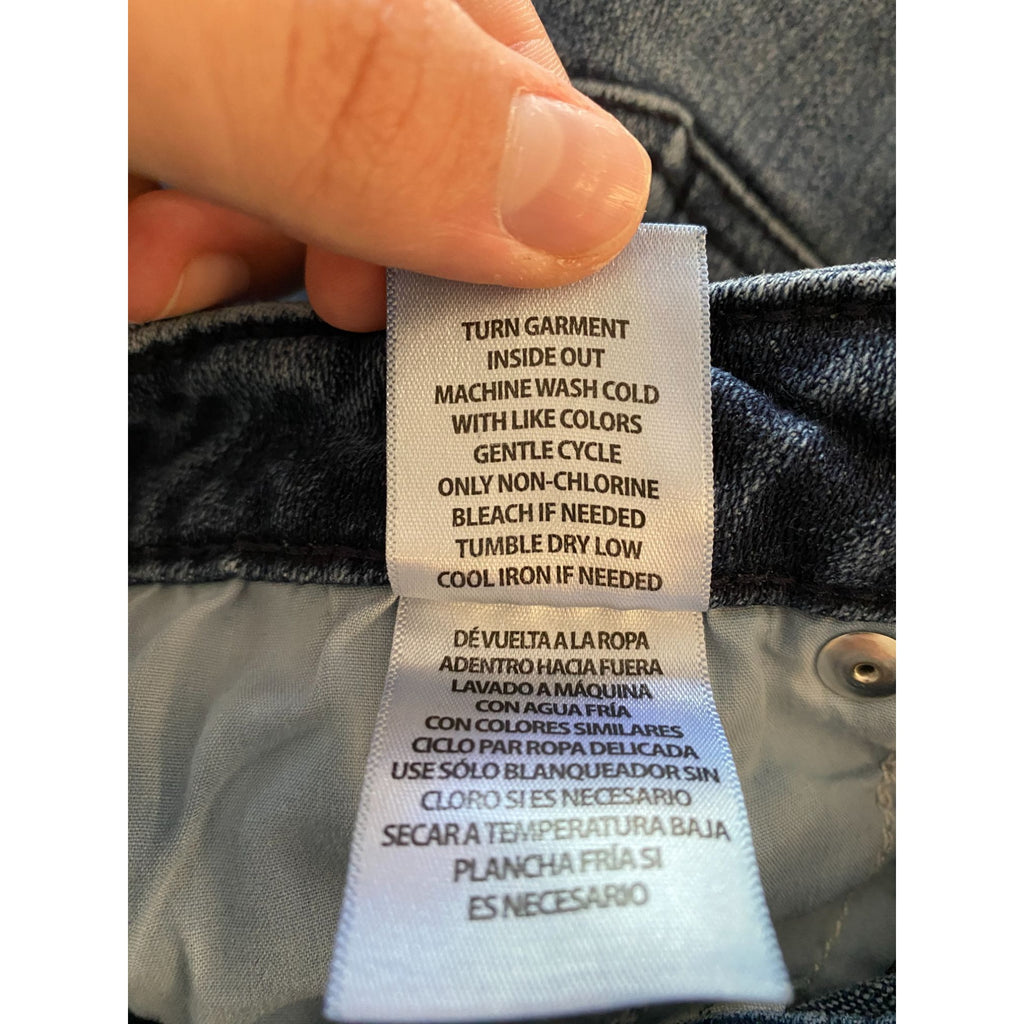 TURN GARMENT
INSIDE OUT
MACHINE WASH COLD
WITH LIKE COLORS
GENTLE CYCLE
ONLY NON-CHLORINE
BLEACH IF NEEDED
TUMBLE DRY LOW
COOL IRON IF NEEDED
DÉ VUELTA A LA ROPA
ADENTRO HACIA FUERA
LAVADO A MÁQUINA
CON AGUA FRÍA
CON COLORES SIMILARES
CICLO PAR ROPA DELICADA
USE SÓLO BLANQUEADOR SIN
CLORO SI ES NECESARIO
SECAR A TEMPERATURA BAJA
PLANCHA FRÍA SI
ES NECESARIO